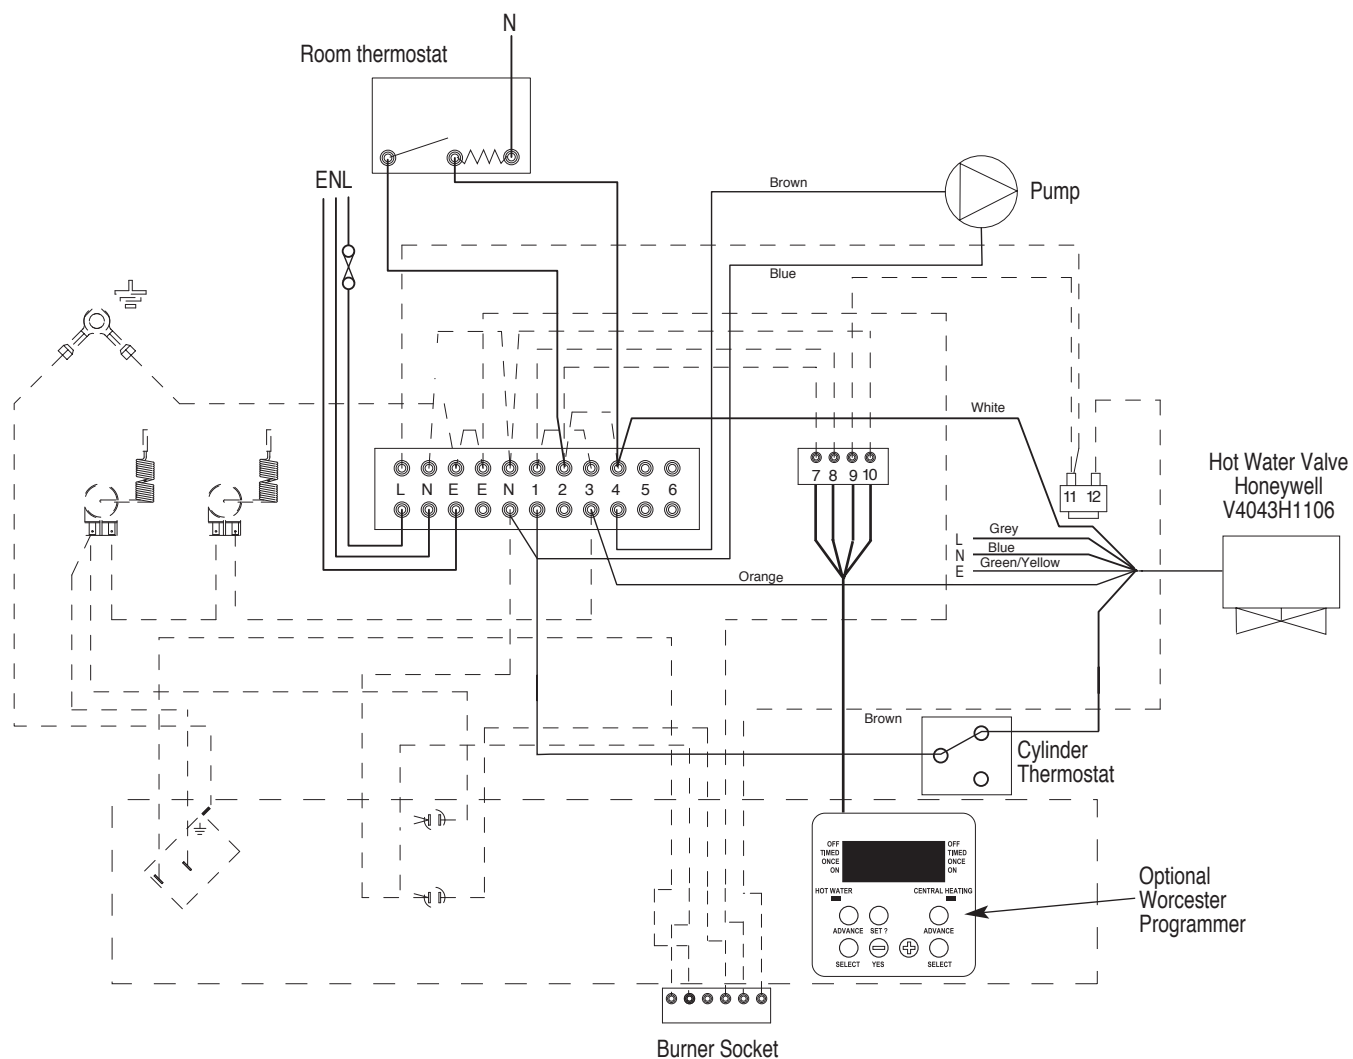 N
Room thermostat
ENL
Brown
Pump
Blue
White
Hot Water Valve
Honeywell
V4043H1106
7 8 9 10
11 12
L N E E N 1 2 3 4 5 6
Grey
L
Blue
N
Green/Yellow
E
Orange
Brown
Cylinder
Thermostat
OFF
TIMED
ONCE
ON
OFF
TIMED
ONCE
ON
HOT WATER
CENTRAL HEATING
ADVANCE
SET ?
ADVANCE
SELECT
YES
SELECT
Optional
Worcester
Programmer
Burner Socket